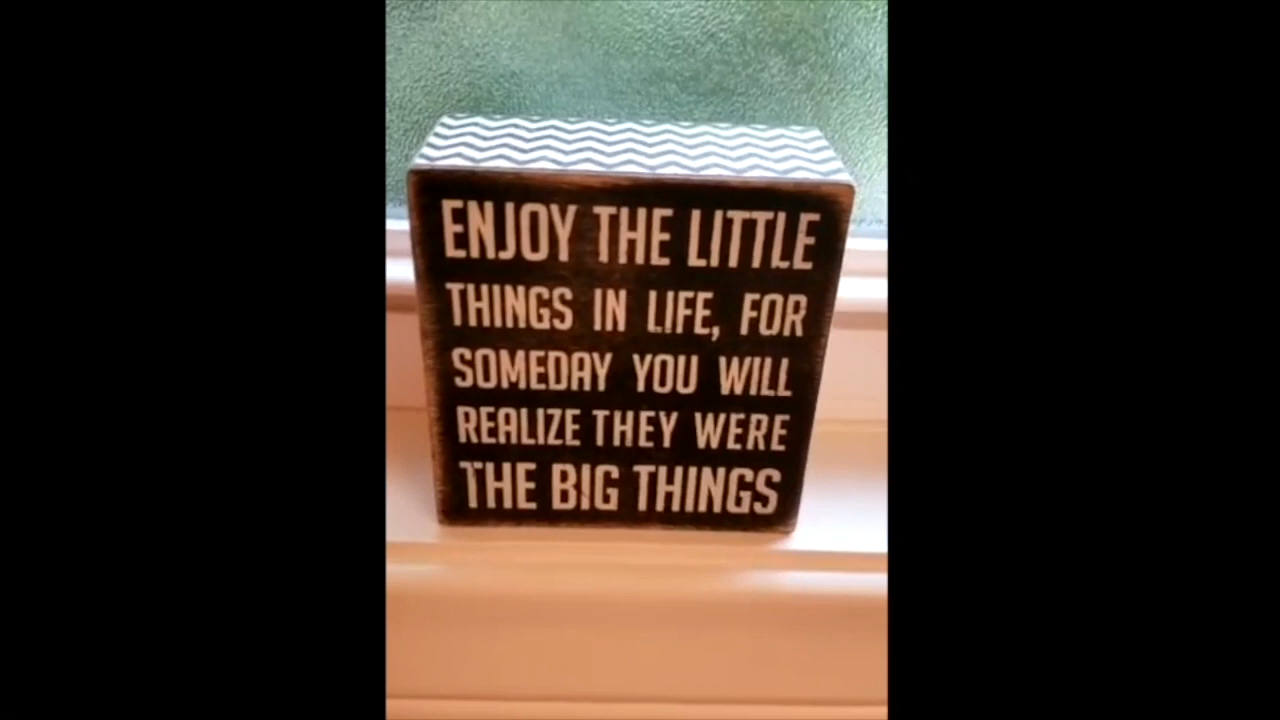 ENJOY THE LITTLE
THINGS IN LIFE, FOR
SOMEDAY YOU WILL
REALIZE THEY WERE
THE BIG THINGS